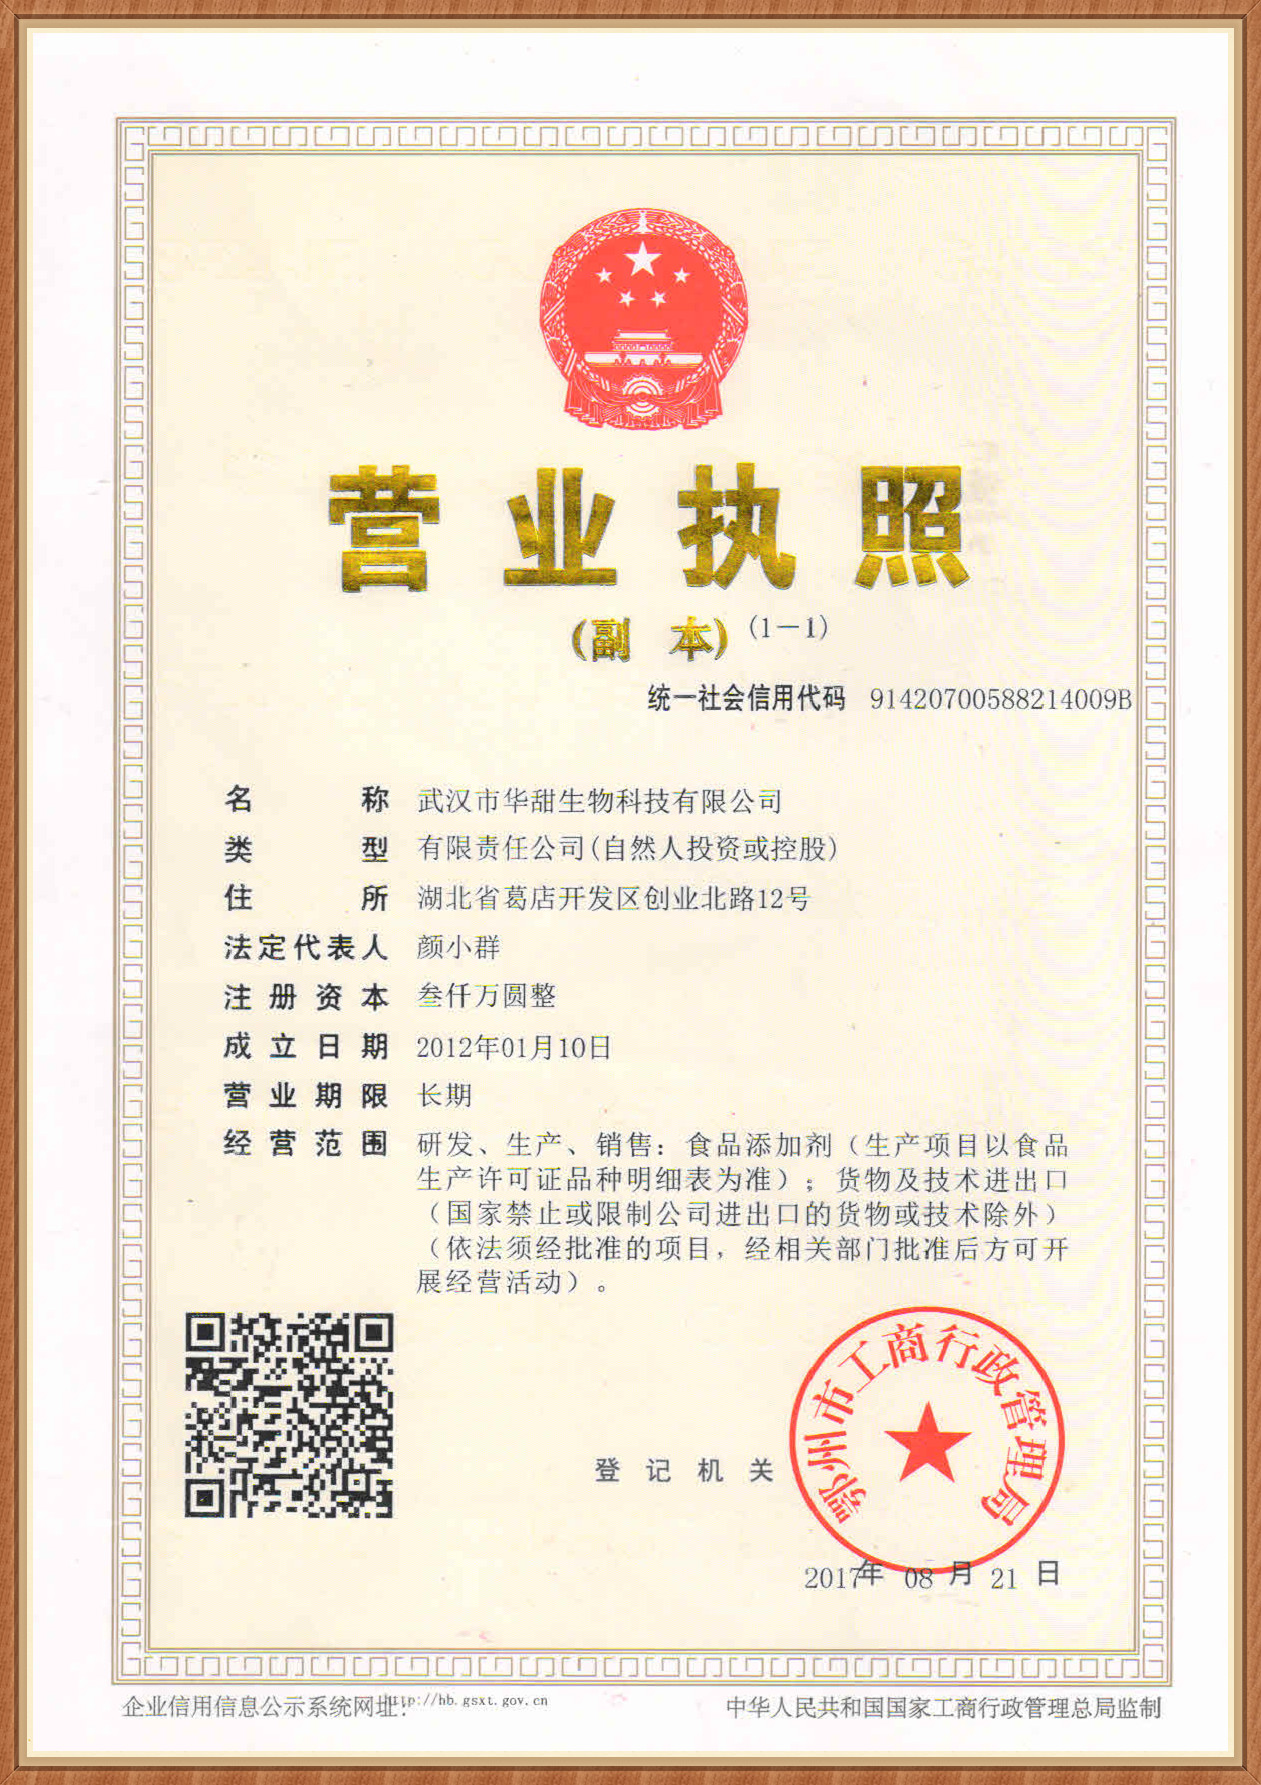 营业执照
(副 本) (1-1)
统一社会信用代码 91420700588214009B
名称 武汉市华甜生物科技有限公司
类型 有限责任公司(自然人投资或控股)
住所 湖北省葛店开发区创业北路12号
法定代表人 颜小群
注册资本 叁仟万圆整
成立日期 2012年01月10日
营业期限 长期
经营范围 研发、生产、销售：食品添加剂（生产项目以食品
生产许可证品种明细表为准）；货物及技术进出口
（国家禁止或限制公司进出口的货物或技术除外）
（依法须经批准的项目，经相关部门批准后方可开
展经营活动）。
鄂州市工商行政管理局
登记机关
2017年 08月 21日
企业信用信息公示系统网址：http://hb.gsxt.gov.cn
中华人民共和国国家工商行政管理总局监制